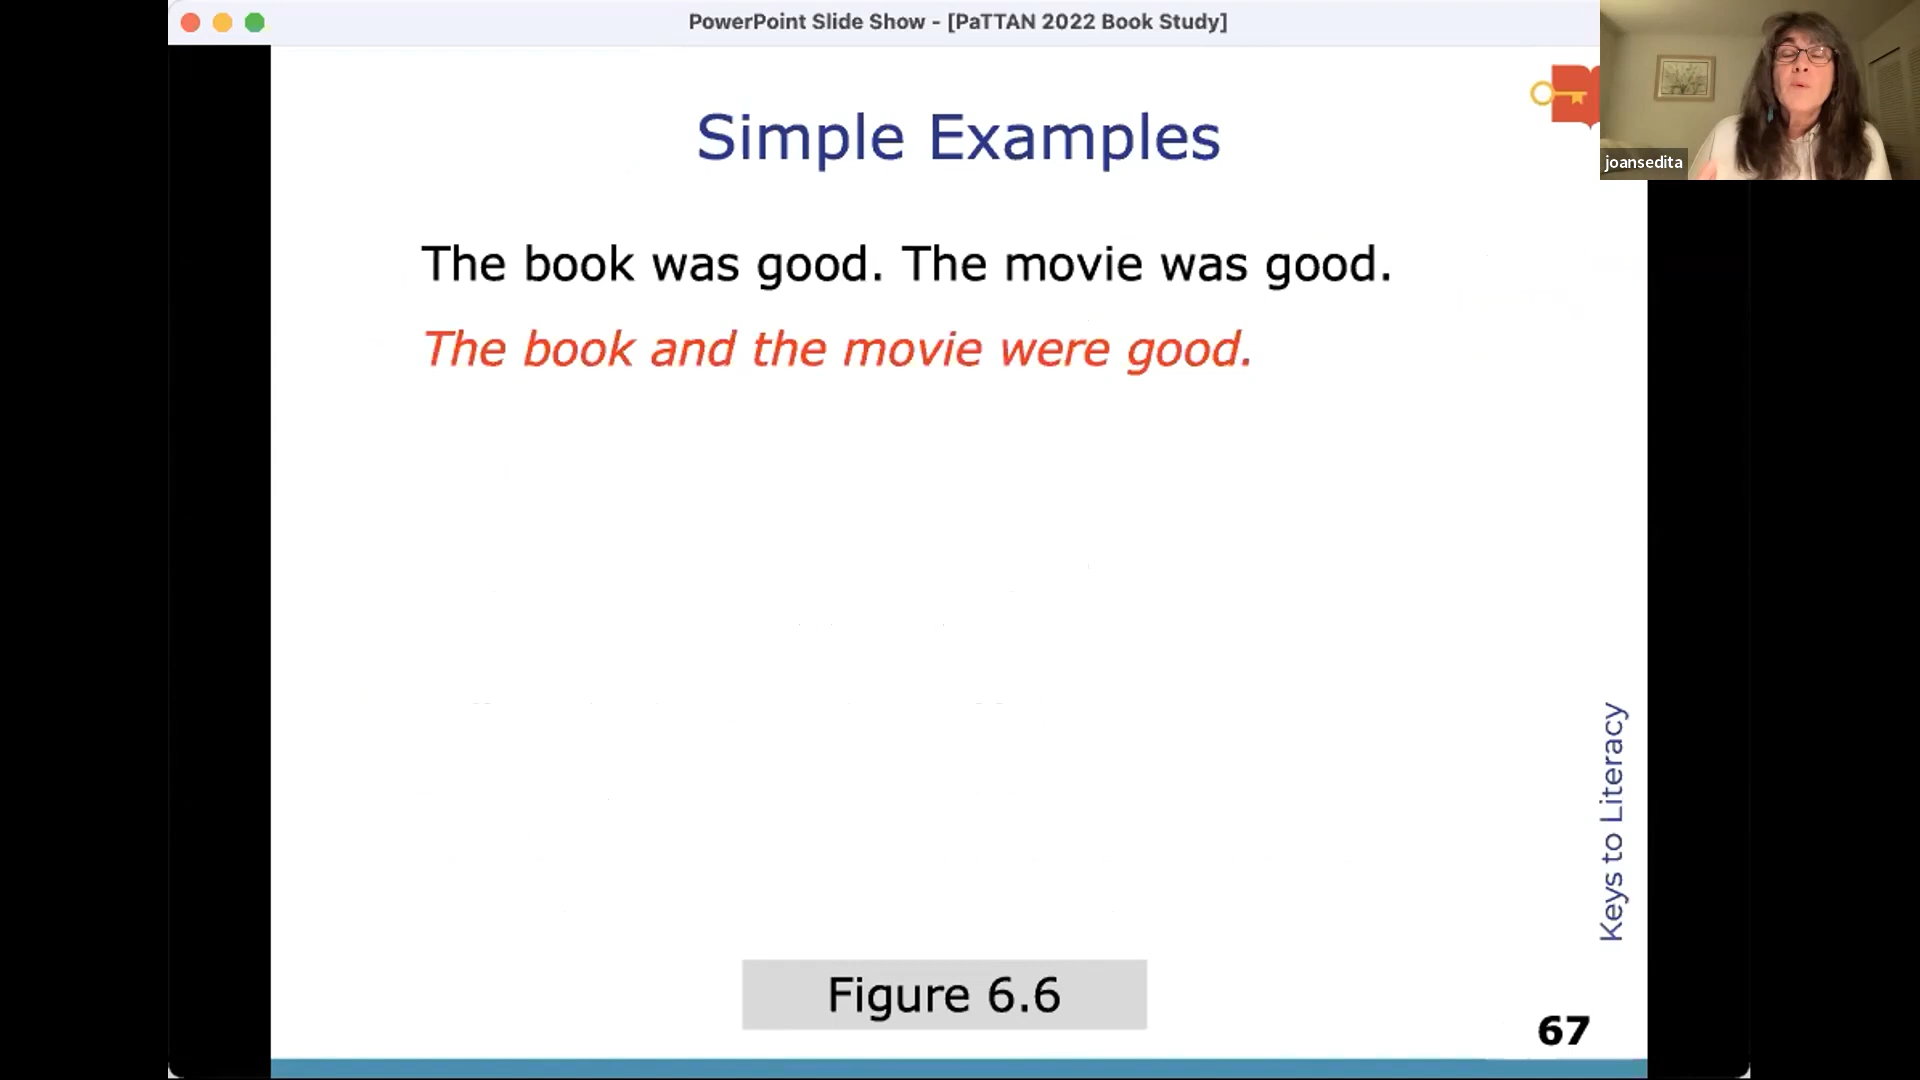 PowerPoint Slide Show - [PaTTAN 2022 Book Study]
joansedita
Simple Examples
The book was good. The movie was good.
The book and the movie were good.
Keys to Literacy
Figure 6.6
67